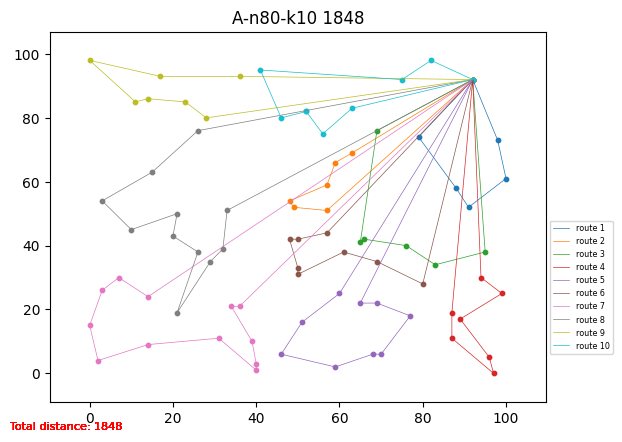 A-n80-k10 1848
100
80
60
40
20
0
0 20 40 60 80 100
route 1
route 2
route 3
route 4
route 5
route 6
route 7
route 8
route 9
route 10
Total distance: 1848